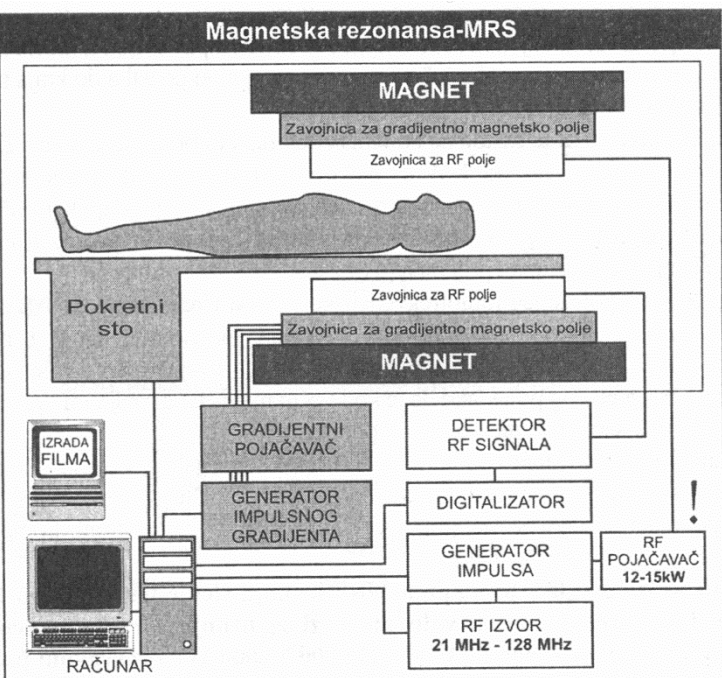 Magnetska rezonansa-MRS
MAGNET
Zavojnica za gradijentno magnetsko polje
Zavojnica za RF polje
Zavojnica za RF polje
Pokretni
sto
Zavojnica za gradijentno magnetsko polje
MAGNET
GRADIJENTNI
POJAČAVAČ
DETEKTOR
RF SIGNALA
IZRADA
FILMA
GENERATOR
IMPULSNOG
GRADIJENTA
DIGITALIZATOR
!
GENERATOR
IMPULSA
RF
POJAČAVAČ
12-15kW
RF IZVOR
21 MHz - 128 MHz
RAČUNAR